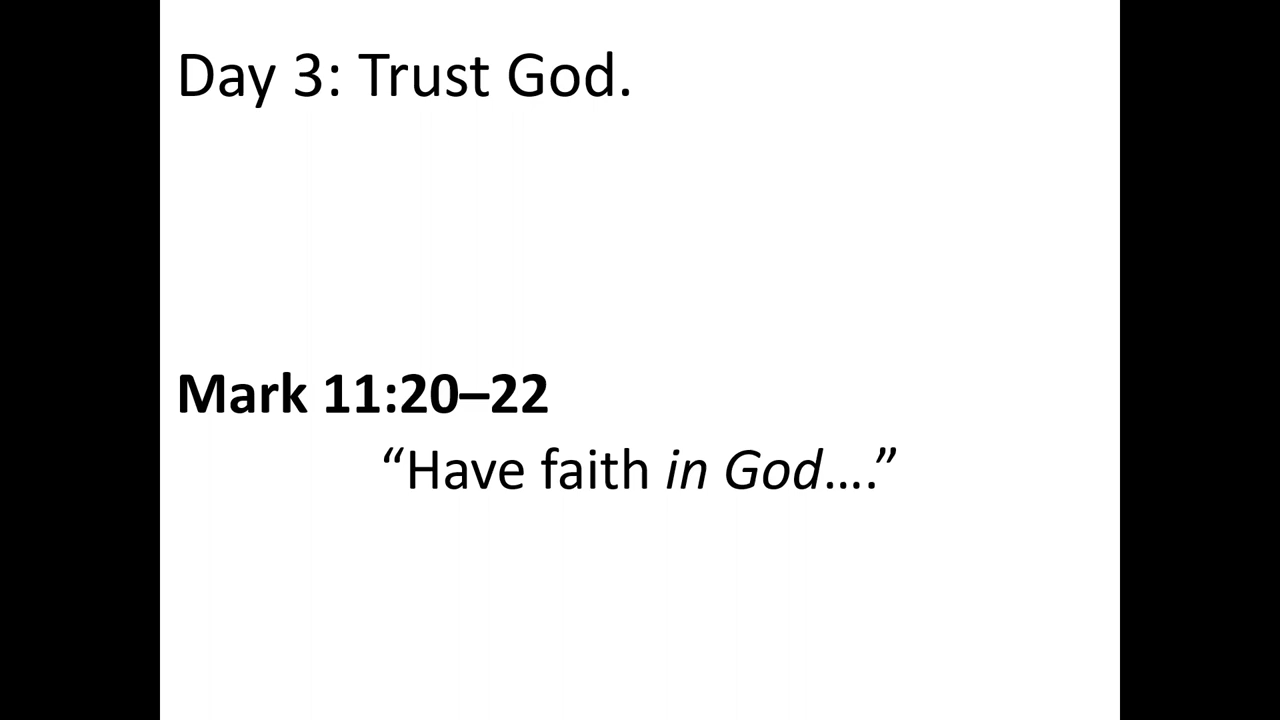 Day 3: Trust God.
Mark 11:20–22
“Have faith in God….”